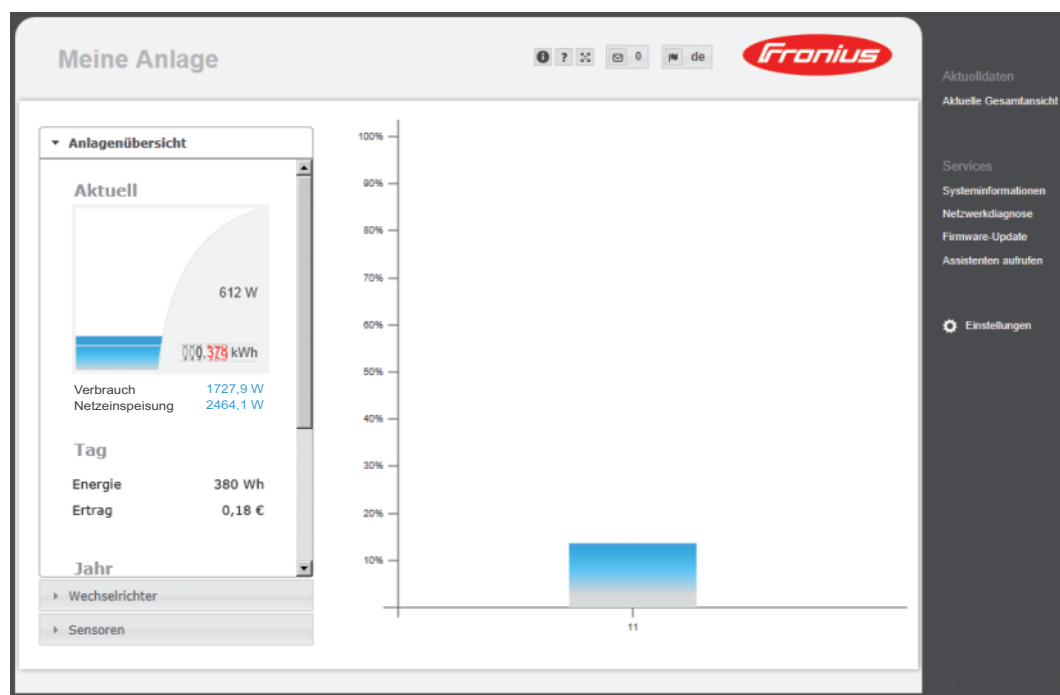 Meine Anlage
? 0 de
Fronius
Anlagenübersicht
Aktuell
612 W
000.379 kWh
Verbrauch 1727,9 W
Netzeinspeisung 2464,1 W
Tag
Energie 380 Wh
Ertrag 0,18 €
Jahr
Wechselrichter
Sensoren
100%
90%
80%
70%
60%
50%
40%
30%
20%
10%
11
Aktuelldaten
Aktuelle Gesamtansicht
Services
Systeminformationen
Netzwerkdiagnose
Firmware-Update
Assistenten aufrufen
Einstellungen